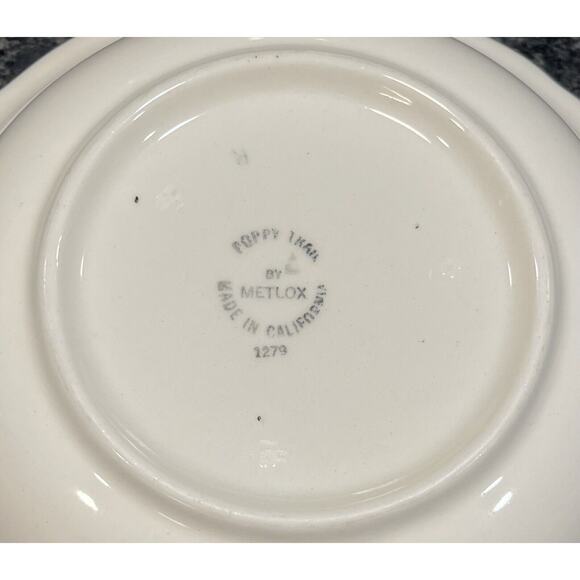 POPPY TRAIL
BY
METLOX
MADE IN CALIFORNIA
1279